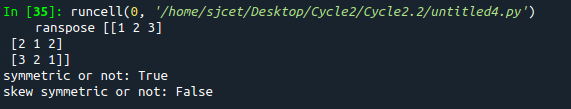 In [35]: runcell(0, '/home/sjcet/Desktop/Cycle2/Cycle2.2/untitled4.py')
ranspose [[1 2 3]
[2 1 2]
[3 2 1]]
symmetric or not: True
skew symmetric or not: False